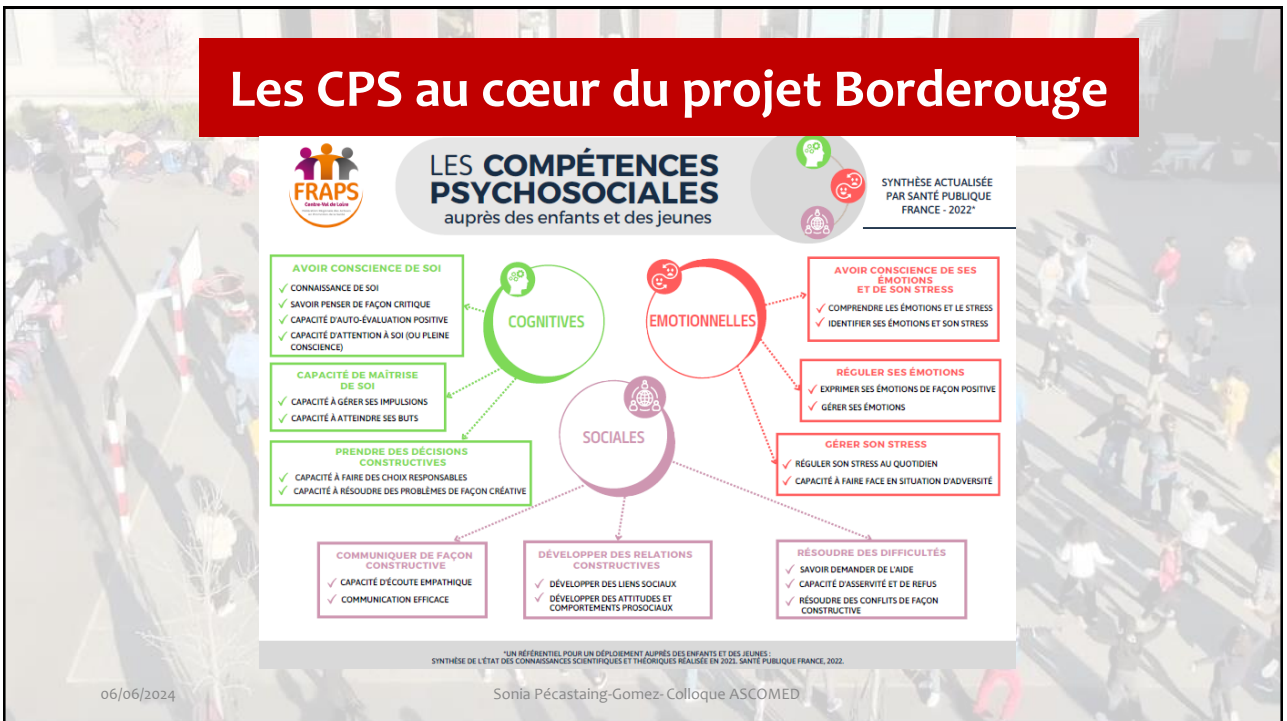 Les CPS au cœur du projet Borderouge
FRAPS
Centre-Val de Loire
LES COMPÉTENCES
PSYCHOSOCIALES
auprès des enfants et des jeunes
SYNTHÈSE ACTUALISÉE
PAR SANTÉ PUBLIQUE
FRANCE - 2022*
AVOIR CONSCIENCE DE SOI
CONNAISSANCE DE SOI
SAVOIR PENSER DE FAÇON CRITIQUE
CAPACITÉ D'AUTO-ÉVALUATION POSITIVE
CAPACITÉ D'ATTENTION À SOI (OU PLEINE
CONSCIENCE)
CAPACITÉ DE MAÎTRISE
DE SOI
CAPACITÉ À GÉRER SES IMPULSIONS
CAPACITÉ À ATTEINDRE SES BUTS
PRENDRE DES DÉCISIONS
CONSTRUCTIVES
CAPACITÉ À FAIRE DES CHOIX RESPONSABLES
CAPACITÉ À RÉSOUDRE DES PROBLÈMES DE FAÇON CRÉATIVE
COGNITIVES
EMOTIONNELLES
SOCIALES
AVOIR CONSCIENCE DE SES
ÉMOTIONS
ET DE SON STRESS
COMPRENDRE LES ÉMOTIONS ET LE STRESS
IDENTIFIER SES ÉMOTIONS ET SON STRESS
RÉGULER SES ÉMOTIONS
EXPRIMER SES ÉMOTIONS DE FAÇON POSITIVE
GÉRER SES ÉMOTIONS
GÉRER SON STRESS
RÉGULER SON STRESS AU QUOTIDIEN
CAPACITÉ À FAIRE FACE EN SITUATION D'ADVERSITÉ
COMMUNIQUER DE FAÇON
CONSTRUCTIVE
CAPACITÉ D'ÉCOUTE EMPATHIQUE
COMMUNICATION EFFICACE
DÉVELOPPER DES RELATIONS
CONSTRUCTIVES
DÉVELOPPER DES LIENS SOCIAUX
DÉVELOPPER DES ATTITUDES ET
COMPORTEMENTS PROSOCIAUX
RÉSOUDRE DES DIFFICULTÉS
SAVOIR DEMANDER DE L'AIDE
CAPACITÉ D'ASSERVITÉ ET DE REFUS
RÉSOUDRE DES CONFLITS DE FAÇON
CONSTRUCTIVE
*UN RÉFÉRENTIEL POUR UN DÉPLOIEMENT AUPRÈS DES ENFANTS ET DES JEUNES :
SYNTHÈSE DE L'ÉTAT DES CONNAISSANCES SCIENTIFIQUES ET THÉORIQUES RÉALISÉE EN 2021. SANTÉ PUBLIQUE FRANCE, 2022.
06/06/2024
Sonia Pécastaing-Gomez- Colloque ASCOMED